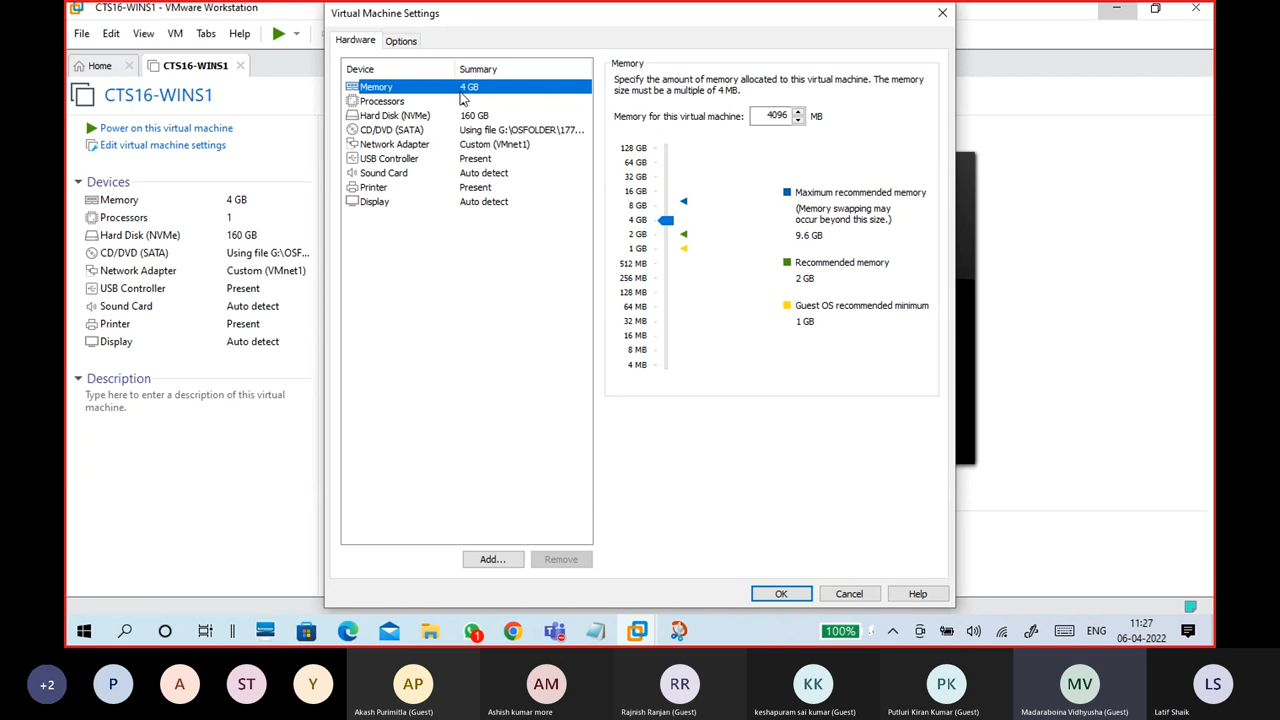 CTS16-WINS1 - VMware Workstation
File Edit View VM Tabs Help
Home CTS16-WINS1
CTS16-WINS1
Power on this virtual machine
Edit virtual machine settings
Devices
Memory 4 GB
Processors 1
Hard Disk (NVMe) 160 GB
CD/DVD (SATA) Using file G:\OSF...
Network Adapter Custom (VMnet1)
USB Controller Present
Sound Card Auto detect
Printer Present
Display Auto detect
Description
Type here to enter a description of this virtual
machine.
Virtual Machine Settings
Hardware Options
Device Summary
Memory 4 GB
Processors
Hard Disk (NVMe) 160 GB
CD/DVD (SATA) Using file G:\OSFOLDER\177...
Network Adapter Custom (VMnet1)
USB Controller Present
Sound Card Auto detect
Printer Present
Display Auto detect
Add... Remove
Memory
Specify the amount of memory allocated to this virtual machine. The memory
size must be a multiple of 4 MB.
Memory for this virtual machine: 4096 MB
128 GB
64 GB
32 GB
16 GB
8 GB
4 GB
2 GB
1 GB
512 MB
256 MB
128 MB
64 MB
32 MB
16 MB
8 MB
4 MB
Maximum recommended memory
(Memory swapping may
occur beyond this size.)
9.6 GB
Recommended memory
2 GB
Guest OS recommended minimum
1 GB
OK Cancel Help
1
100%
ENG
11:27
06-04-2022
+2 P A ST Y AP AM RR KK PK MV LS
Akash Purimitla (Guest) Ashish kumar more Rajnish Ranjan (Guest) keshapuram sai kumar (Guest) Putluri Kiran Kumar (Guest) Madaraboina Vidhyusha (Guest) Latif Shaik